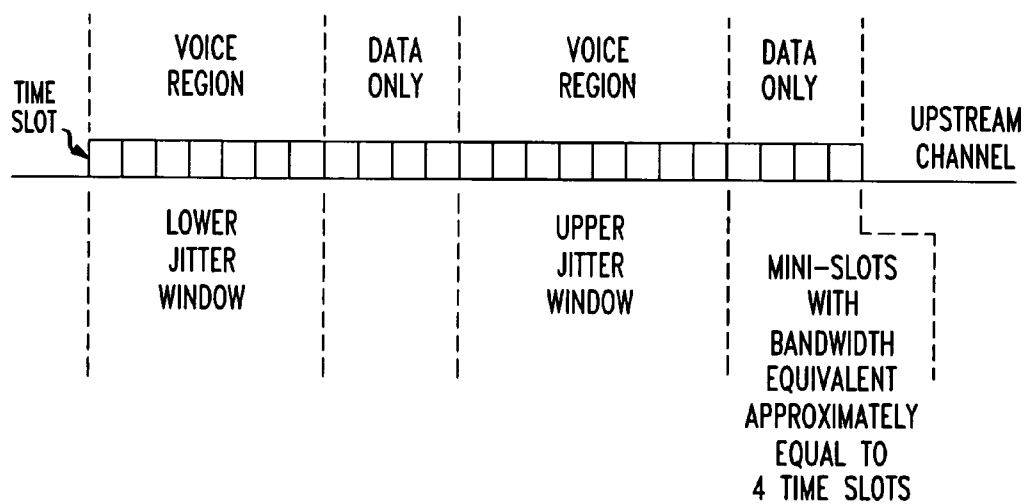 VOICE
REGION
DATA
ONLY
VOICE
REGION
DATA
ONLY
TIME
SLOT
UPSTREAM
CHANNEL
LOWER
JITTER
WINDOW
UPPER
JITTER
WINDOW
MINI-SLOTS
WITH
BANDWIDTH
EQUIVALENT
APPROXIMATELY
EQUAL TO
4 TIME SLOTS